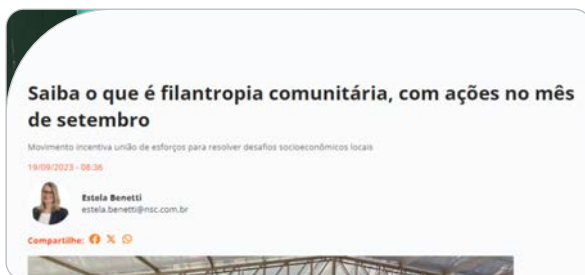 Saiba o que é filantropia comunitária, com ações no mês
de setembro
Movimento incentiva união de esforços para resolver desafios socioeconômicos locais
19/09/2023 - 08:36
Estela Benetti
estela.benetti@nsc.com.br
Compartilhe: